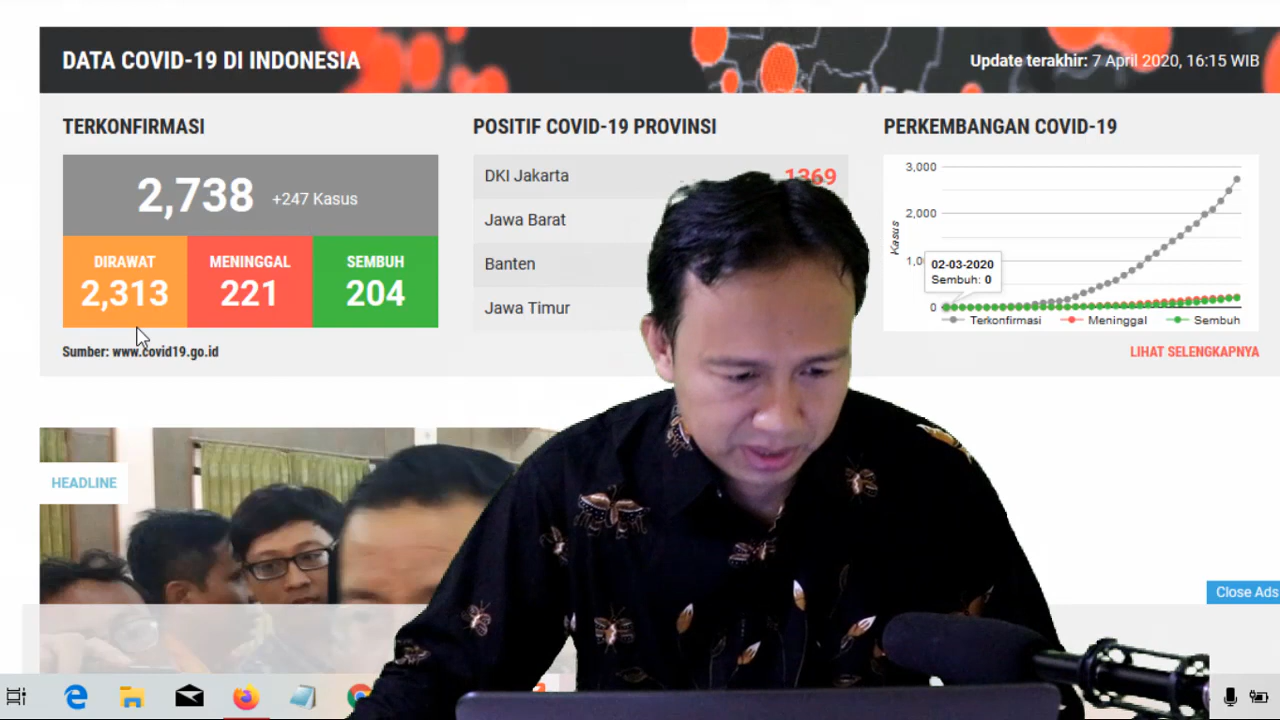 DATA COVID-19 DI INDONESIA
Update terakhir: 7 April 2020, 16:15 WIB
TERKONFIRMASI
2,738 +247 Kasus
DIRAWAT
2,313
MENINGGAL
221
SEMBUH
204
Sumber: www.covid19.go.id
POSITIF COVID-19 PROVINSI
DKI Jakarta 1369
Jawa Barat
Banten
Jawa Timur
PERKEMBANGAN COVID-19
3,000
2,000
0
Kasus
02-03-2020
Sembuh: 0
Terkonfirmasi Meninggal Sembuh
LIHAT SELENGKAPNYA
HEADLINE
Close Ads